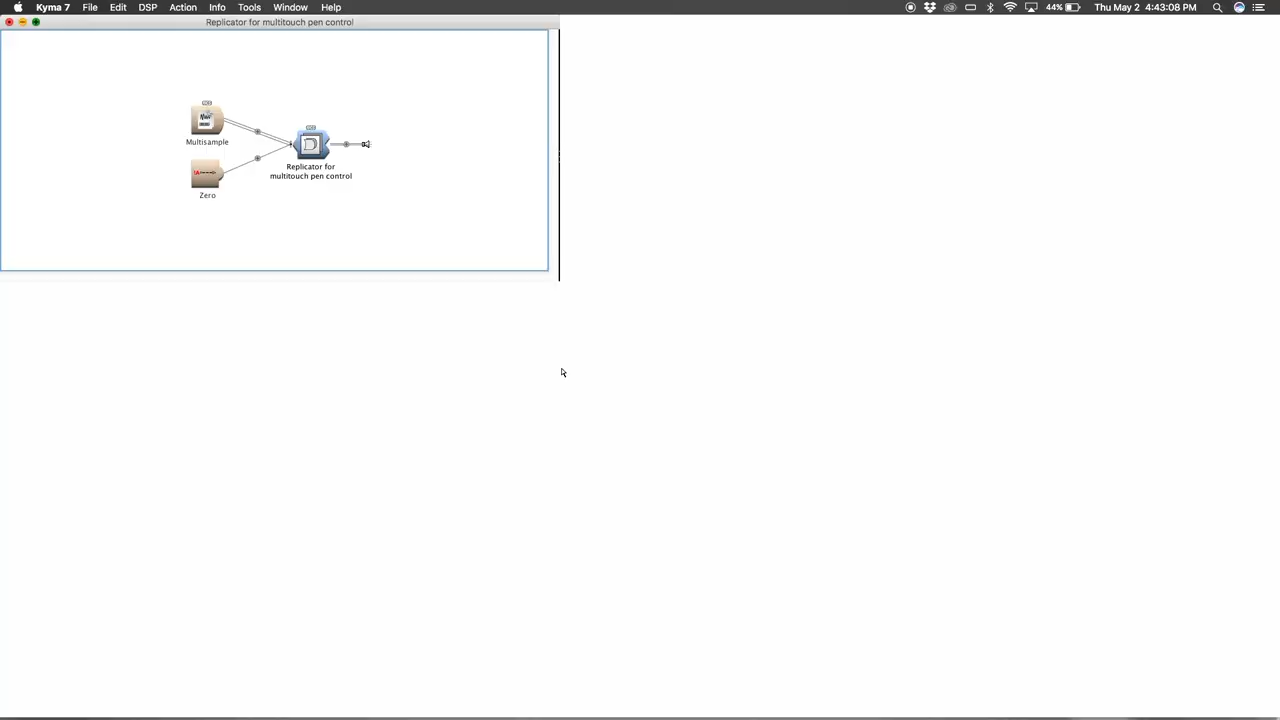 Kyma 7 File Edit DSP Action Info Tools Window Help 44% Thu May 2 4:43:08 PM
Replicator for multitouch pen control
Multisample
Replicator for
multitouch pen control
Zero